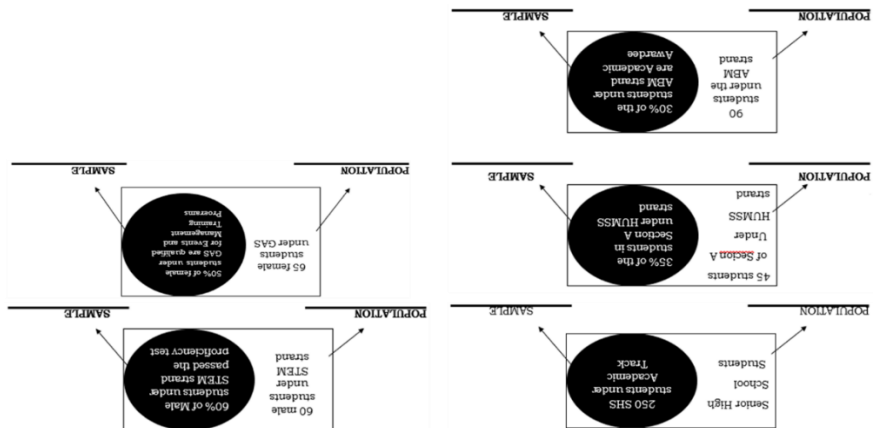 Senior High
School
Students
250 SHS
students under
Academic
Track
POPULATION
SAMPLE
45 students
of Secion A
Under
HUMSS
strand
35% of the
students in
Section A
under HUMSS
strand
POPULATION
SAMPLE
90
students
under the
ABM
strand
30% of the
students under
ABM strand
are Academic
Awardee
POPULATION
SAMPLE
60 male
students
under
STEM
strand
60% of Male of
students under
STEM strand
passed the
proficiency test
POPULATION
SAMPLE
65 female
students
under GAS
50% of female of
students under
GAS are qualified
for Events and
Management
Training
Programs
POPULATION
SAMPLE